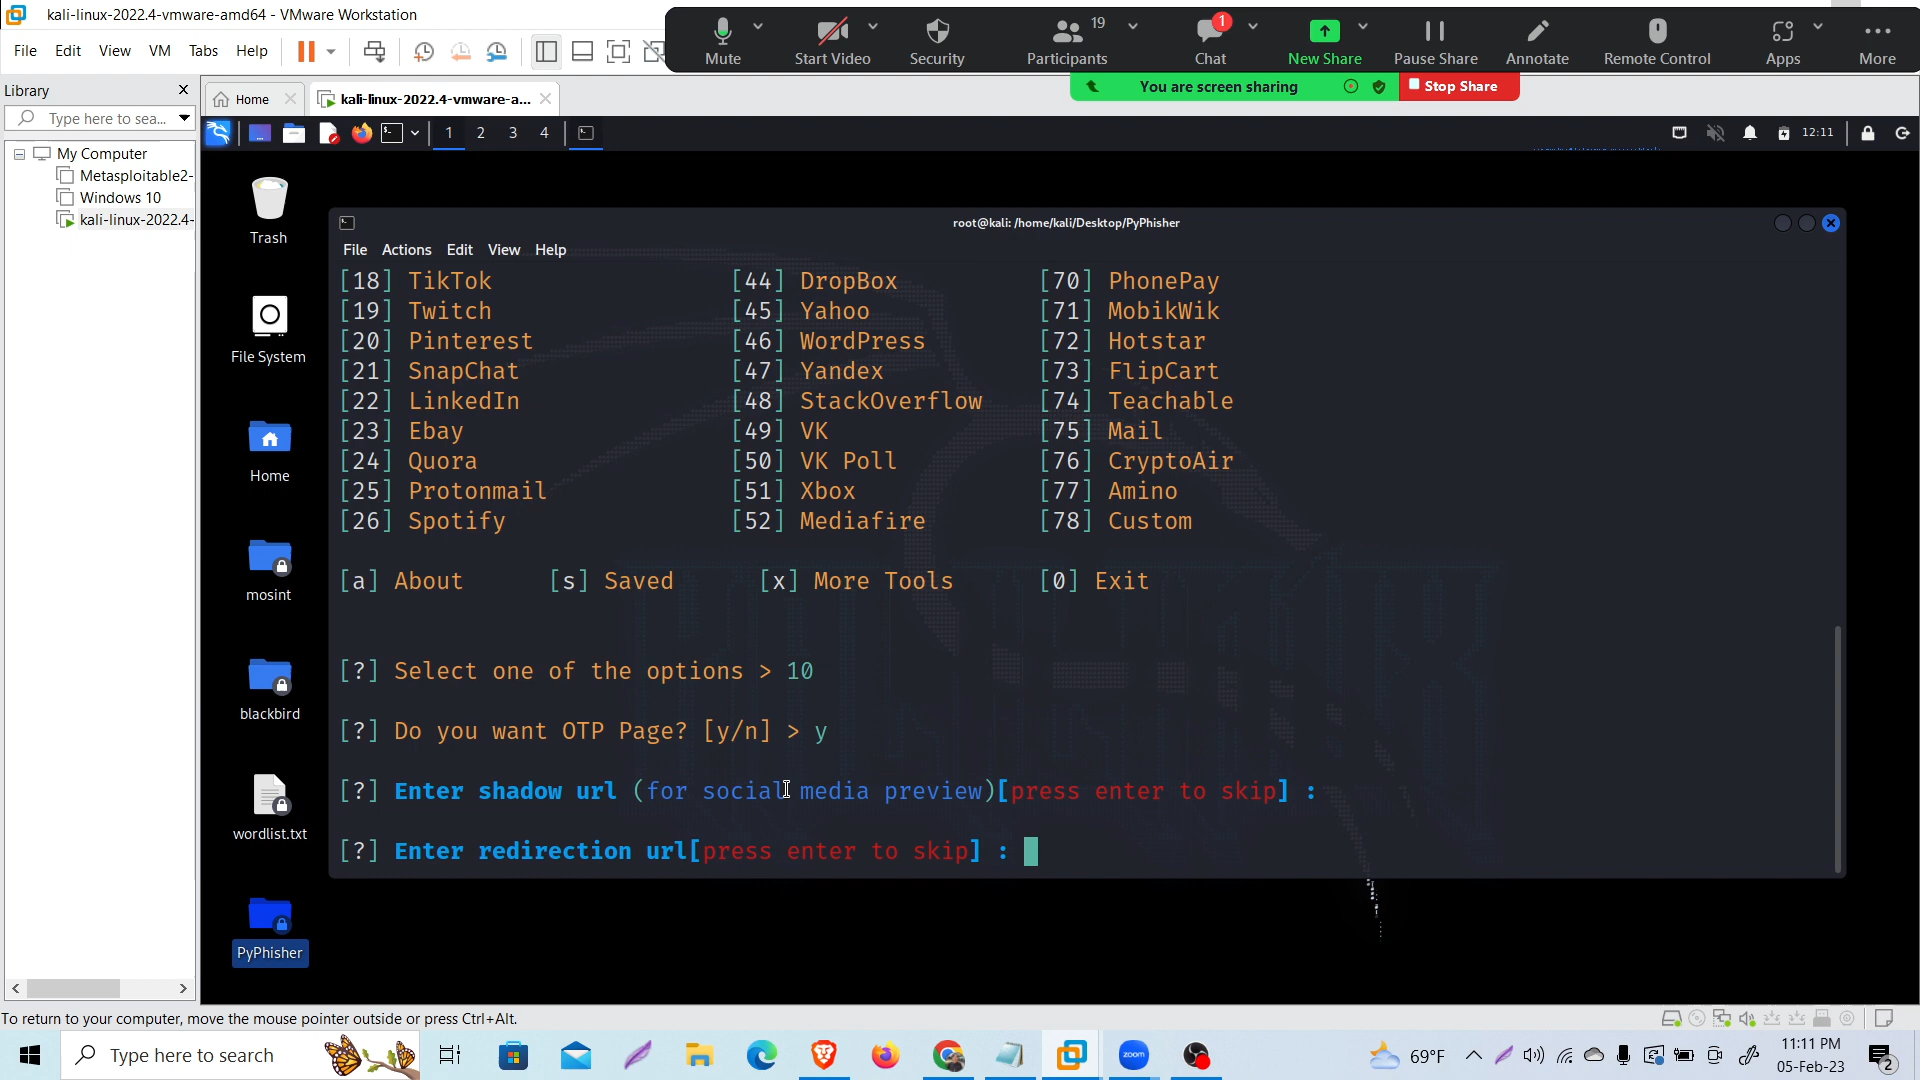 kali-linux-2022.4-vmware-amd64 - VMware Workstation
File Edit View VM Tabs Help
Mute Start Video Security Participants 19 Chat 1 New Share Pause Share Annotate Remote Control Apps More
You are screen sharing Stop Share
Library
Home kali-linux-2022.4-vmware-a...
Type here to sea...
1 2 3 4 12:11
My Computer
Metasploitable2-
Windows 10
kali-linux-2022.4-
Trash
File System
Home
mosint
blackbird
wordlist.txt
PyPhisher
root@kali: /home/kali/Desktop/PyPhisher
File Actions Edit View Help
[18] TikTok [44] DropBox [70] PhonePay
[19] Twitch [45] Yahoo [71] MobikWik
[20] Pinterest [46] WordPress [72] Hotstar
[21] SnapChat [47] Yandex [73] FlipCart
[22] LinkedIn [48] StackOverflow [74] Teachable
[23] Ebay [49] VK [75] Mail
[24] Quora [50] VK Poll [76] CryptoAir
[25] Protonmail [51] Xbox [77] Amino
[26] Spotify [52] Mediafire [78] Custom
[a] About [s] Saved [x] More Tools [0] Exit
[?] Select one of the options > 10
[?] Do you want OTP Page? [y/n] > y
[?] Enter shadow url (for social media preview)[press enter to skip] :
[?] Enter redirection url[press enter to skip] :
To return to your computer, move the mouse pointer outside or press Ctrl+Alt.
Type here to search
zoom
69°F
11:11 PM
05-Feb-23
2